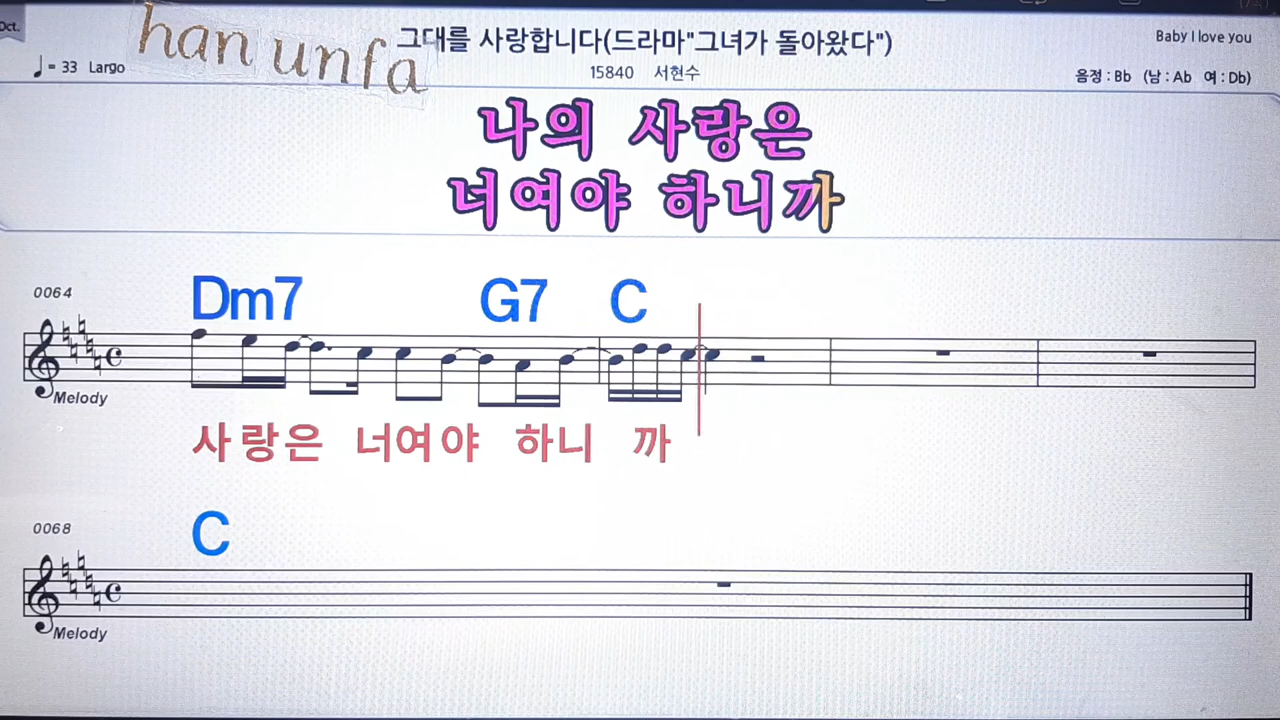 Oct.
han unfa
그대를 사랑합니다(드라마"그녀가 돌아왔다")
Baby I love you
♩ = 33 Largo
15840 서현수
음정 : Bb (남 : Ab 여 : Db)
나의 사랑은
너여야 하니까
0064
Dm7 G7 C
Melody
사랑은 너여야 하니 까
0068
C
Melody